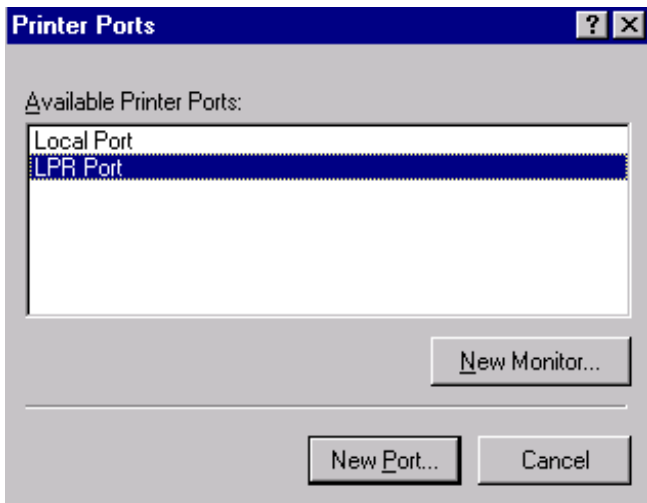 Printer Ports
Available Printer Ports:
Local Port
LPR Port
New Monitor...
New Port...
Cancel